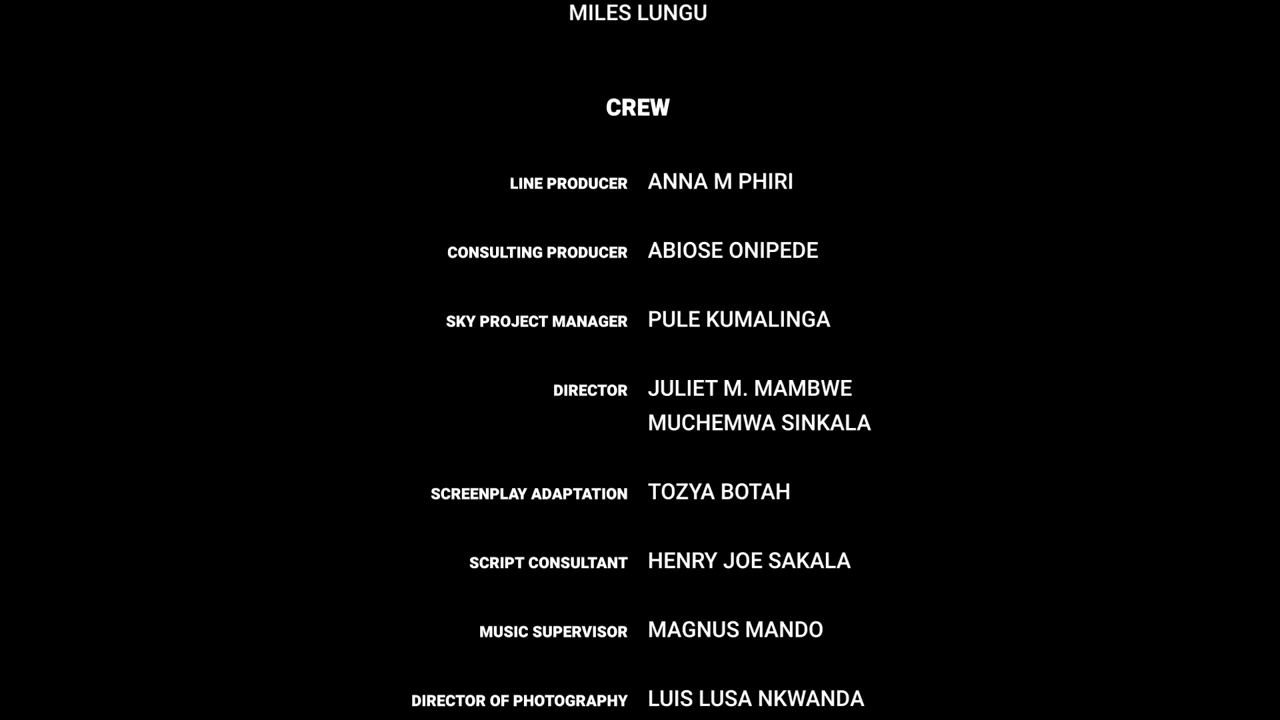 MILES LUNGU
CREW
LINE PRODUCER ANNA M PHIRI
CONSULTING PRODUCER ABIOSE ONIPEDE
SKY PROJECT MANAGER PULE KUMALINGA
DIRECTOR JULIET M. MAMBWE
MUCHEMWA SINKALA
SCREENPLAY ADAPTATION TOZYA BOTAH
SCRIPT CONSULTANT HENRY JOE SAKALA
MUSIC SUPERVISOR MAGNUS MANDO
DIRECTOR OF PHOTOGRAPHY LUIS LUSA NKWANDA